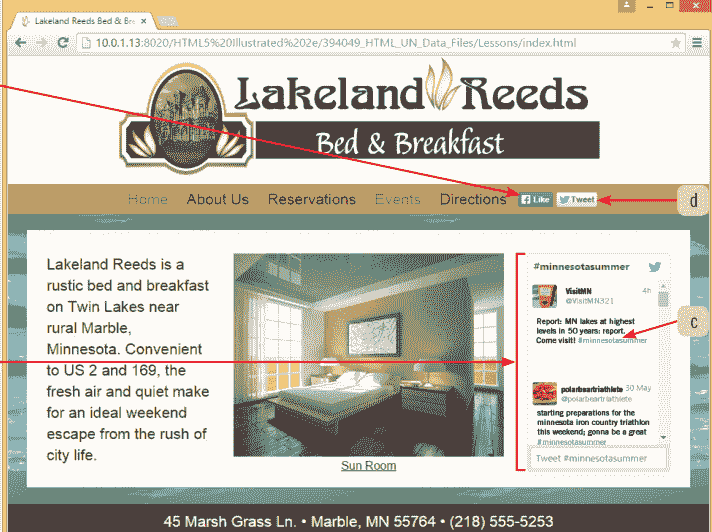 Lakeland Reeds Bed & Bre
10.0.1.13:8020/HTML5%20Illustrated%202e/394049_HTML_UN_Data_Files/Lessons/index.html
Lakeland Reeds
Bed & Breakfast
Home About Us Reservations Events Directions Like Tweet
d
Lakeland Reeds is a
rustic bed and breakfast
on Twin Lakes near
rural Marble,
Minnesota. Convenient
to US 2 and 169, the
fresh air and quiet make
for an ideal weekend
escape from the rush of
city life.
Sun Room
#minnesotasummer
VisitMN 4h
@VisitMN321
Report: MN lakes at highest
levels in 50 years: report.
Come visit! #minnesotasummer
c
polarbeartriathlete 30 May
@polarbeartriathlete
starting preparations for the
minnesota iron country triathlon
this weekend; gonna be a great
#minnesotasummer
Tweet #minnesotasummer
45 Marsh Grass Ln. • Marble, MN 55764 • (218) 555-5253